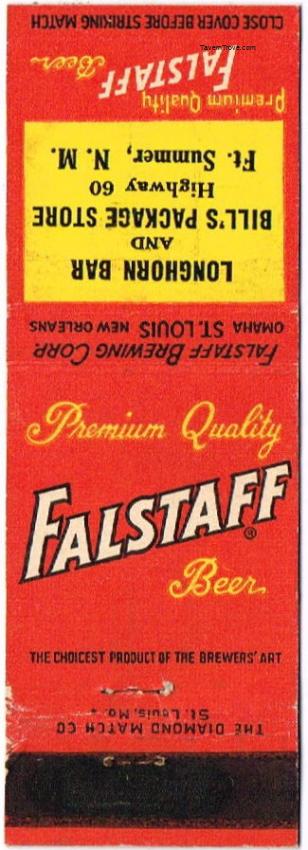 CLOSE COVER BEFORE STRIKING MATCH
TavernTrove.com
Premium Quality
FALSTAFF
Beer
LONGHORN BAR
AND
BILL'S PACKAGE STORE
Highway 60
Ft. Summer, N. M.
FALSTAFF BREWING CORP.
OMAHA ST. LOUIS NEW ORLEANS
Premium Quality
FALSTAFF®
Beer
THE CHOICEST PRODUCT OF THE BREWERS' ART
THE DIAMOND MATCH CO
St. Louis, Mo.